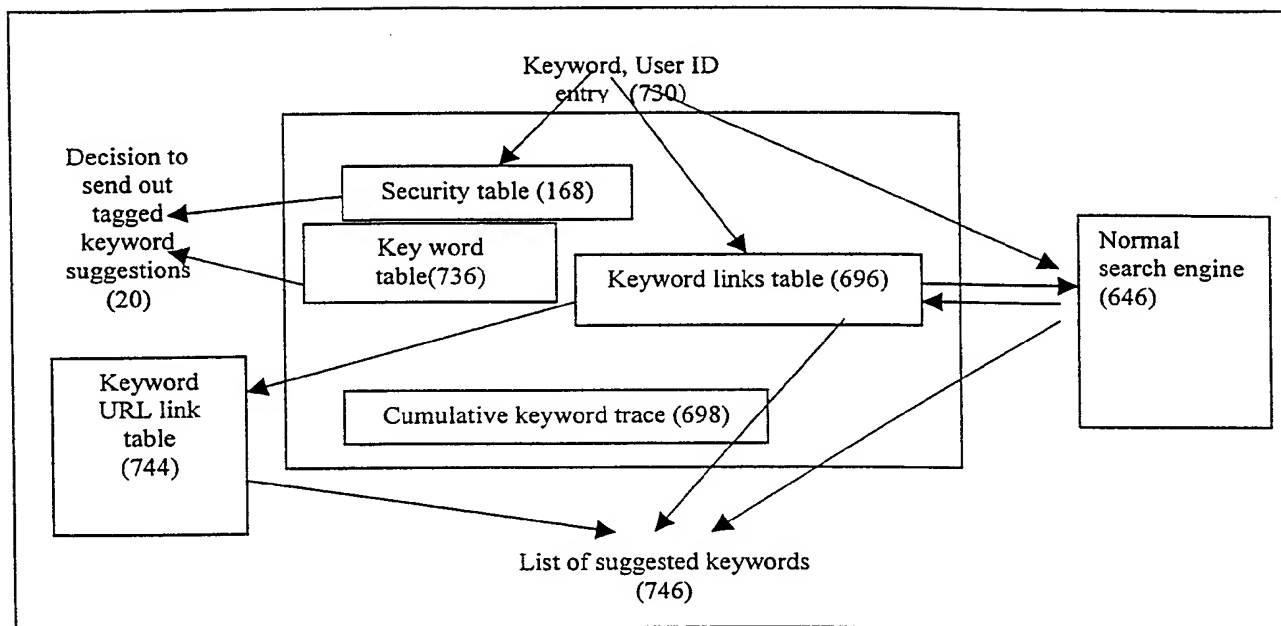 Keyword, User ID
entry (730)
Decision to
send out
tagged
keyword
suggestions
(20)
Security table (168)
Key word
table(736)
Keyword links table (696)
Normal
search engine
(646)
Keyword
URL link
table
(744)
Cumulative keyword trace (698)
List of suggested keywords
(746)